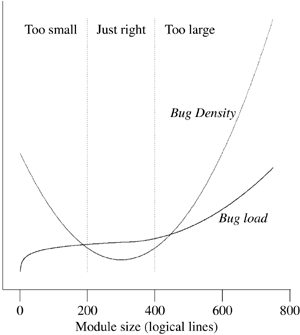 Too small Just right Too large
Bug Density
Bug load
0 200 400 600 800
Module size (logical lines)